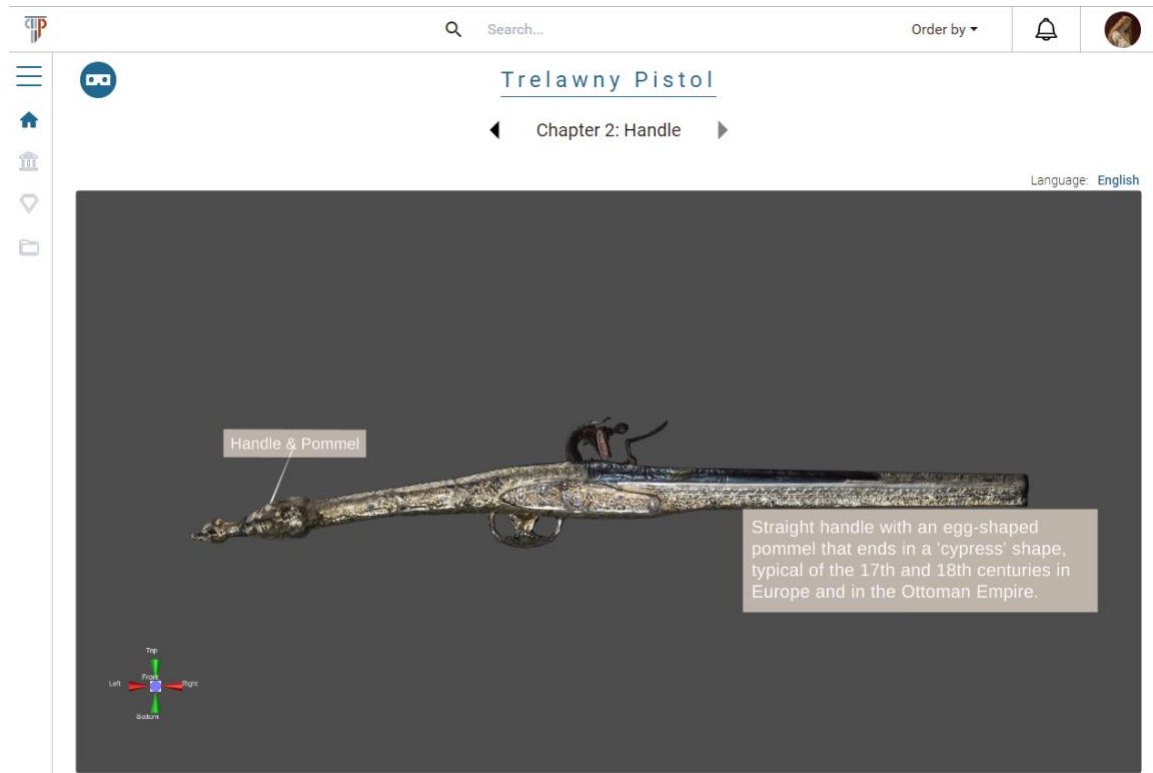 Search...
Order by
Trelawny Pistol
Chapter 2: Handle
Language: English
Handle & Pommel
Straight handle with an egg-shaped
pommel that ends in a 'cypress' shape,
typical of the 17th and 18th centuries in
Europe and in the Ottoman Empire.
Top
Left Front Right
Bottom